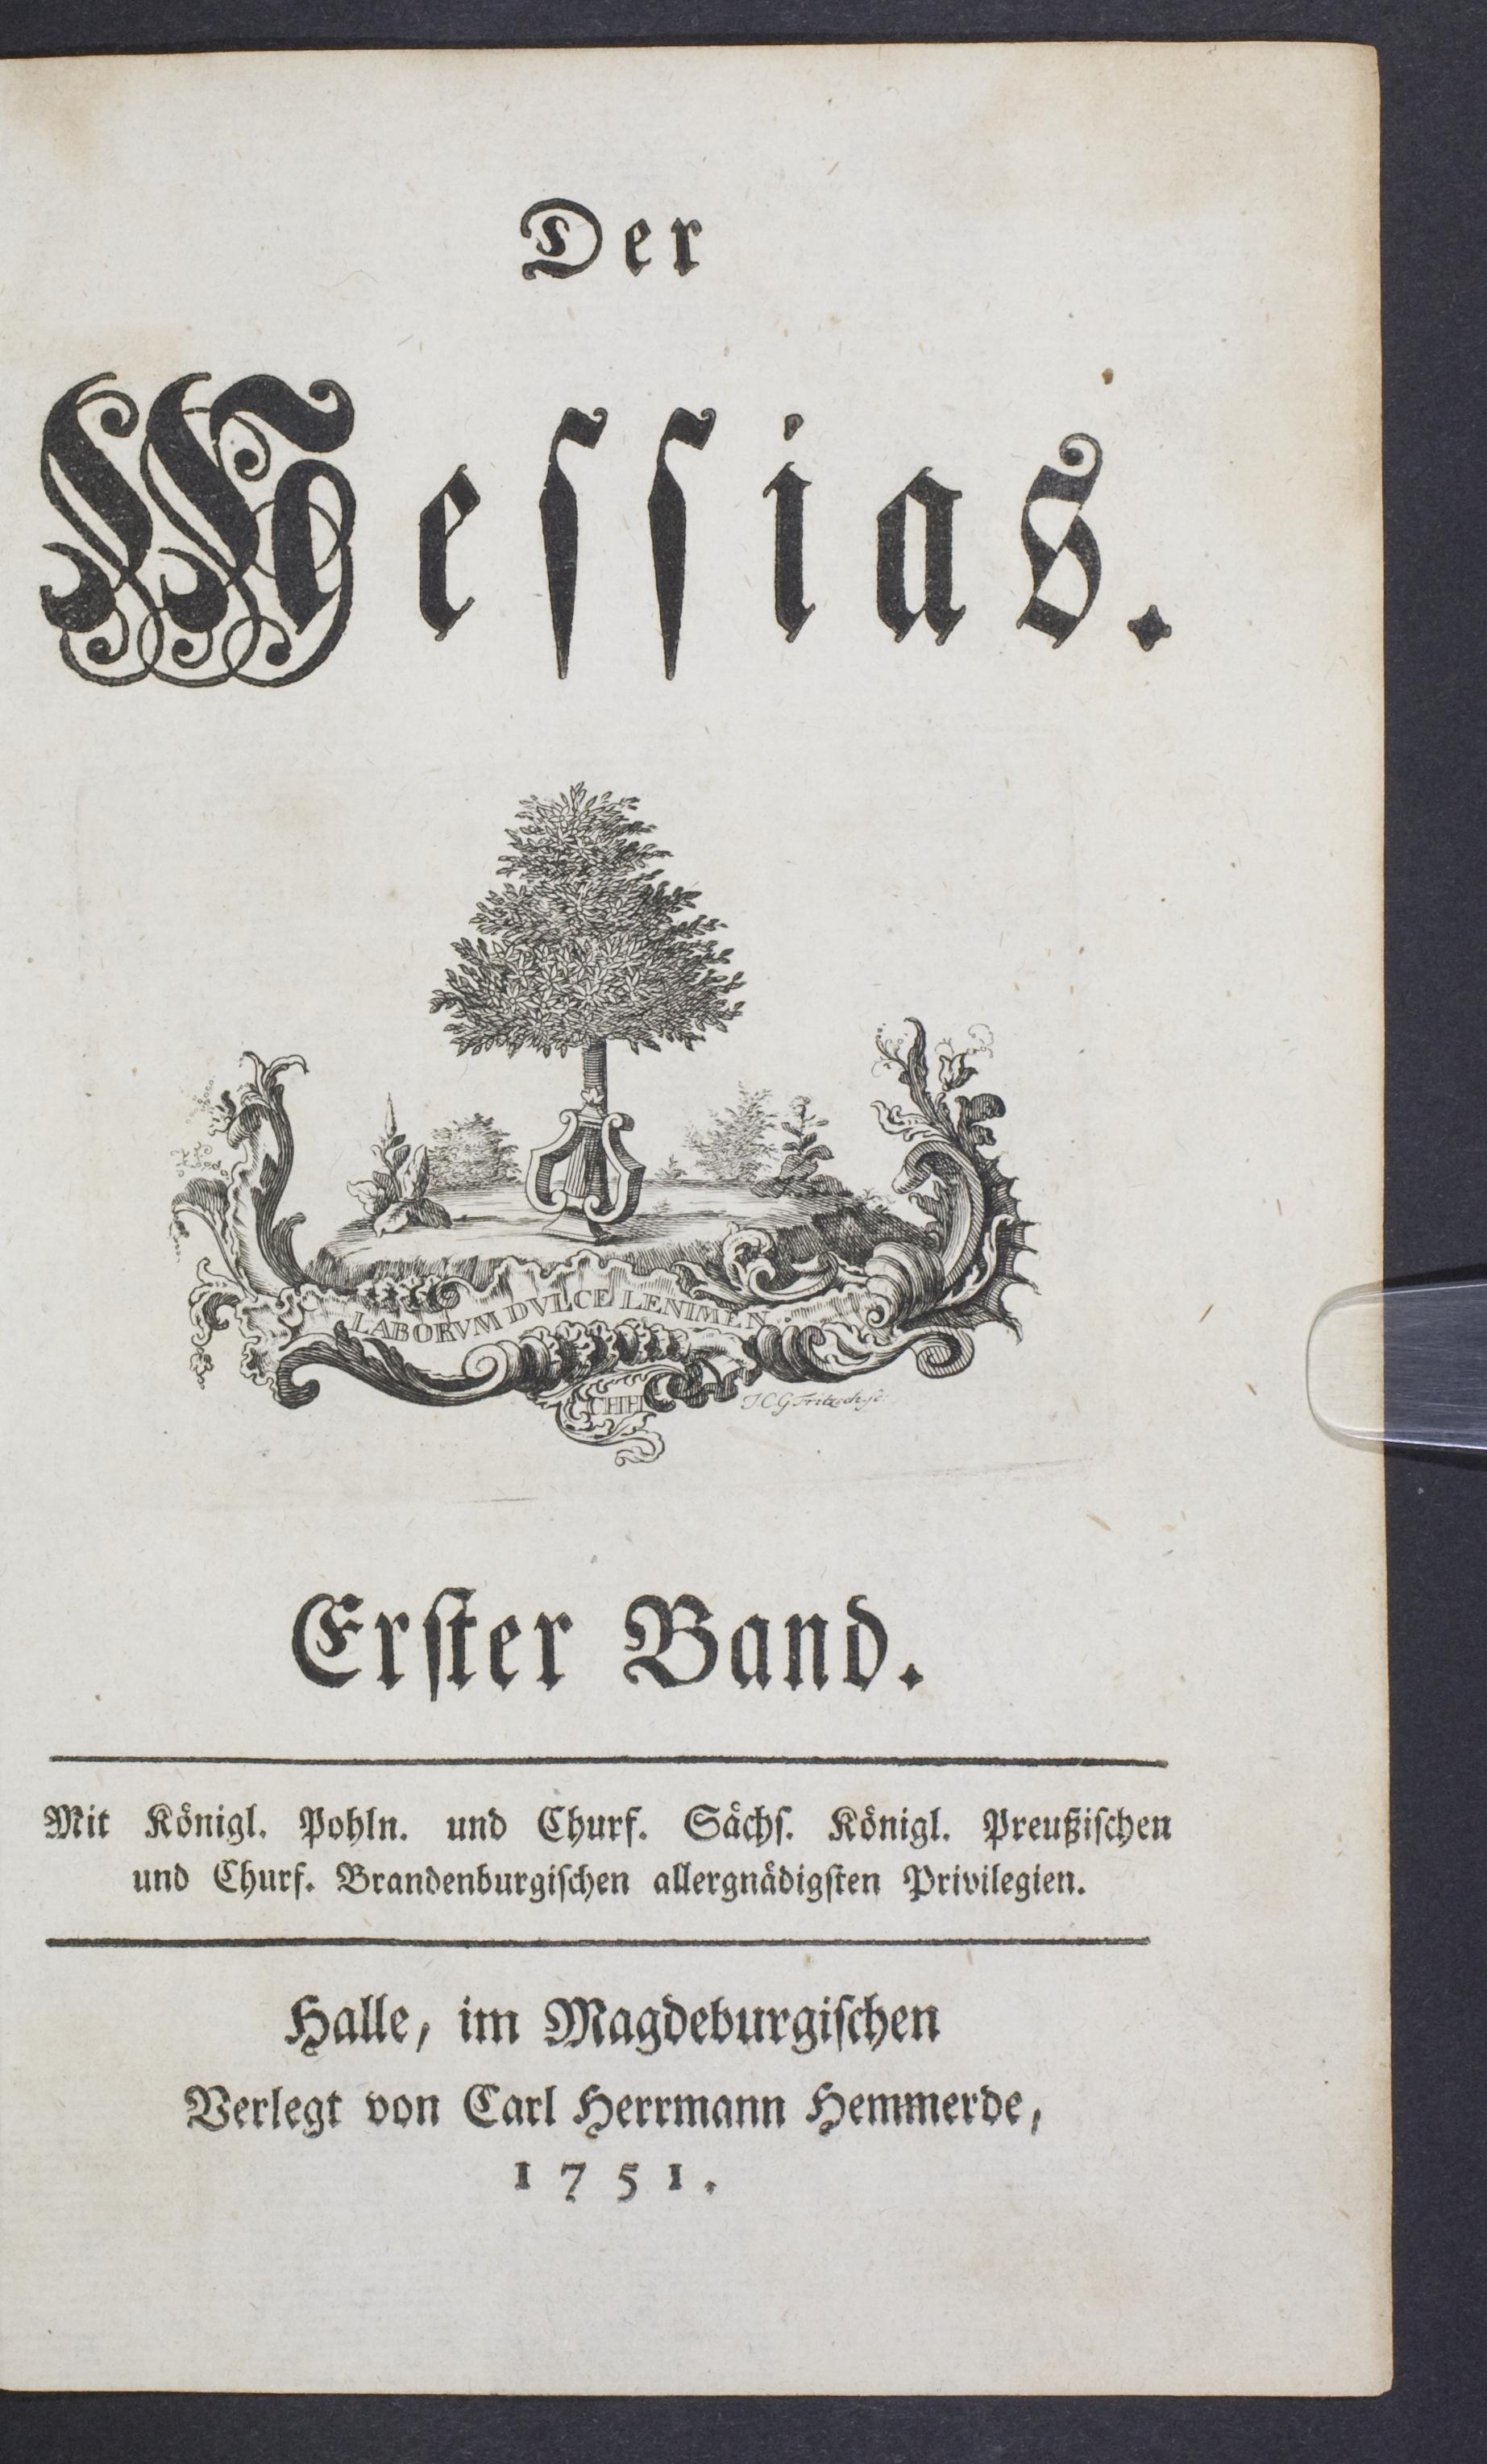 Der
Meſſias.
LABORVM DVLCE LENIMEN
CHH
J.C.G. Fritzsch sc.
Erſter Band.
Mit Königl. Pohln. und Churf. Sächſ. Königl. Preußiſchen
und Churf. Brandenburgiſchen allergnädigſten Privilegien.
Halle, im Magdeburgiſchen
Verlegt von Carl Herrmann Hemmerde,
1751.